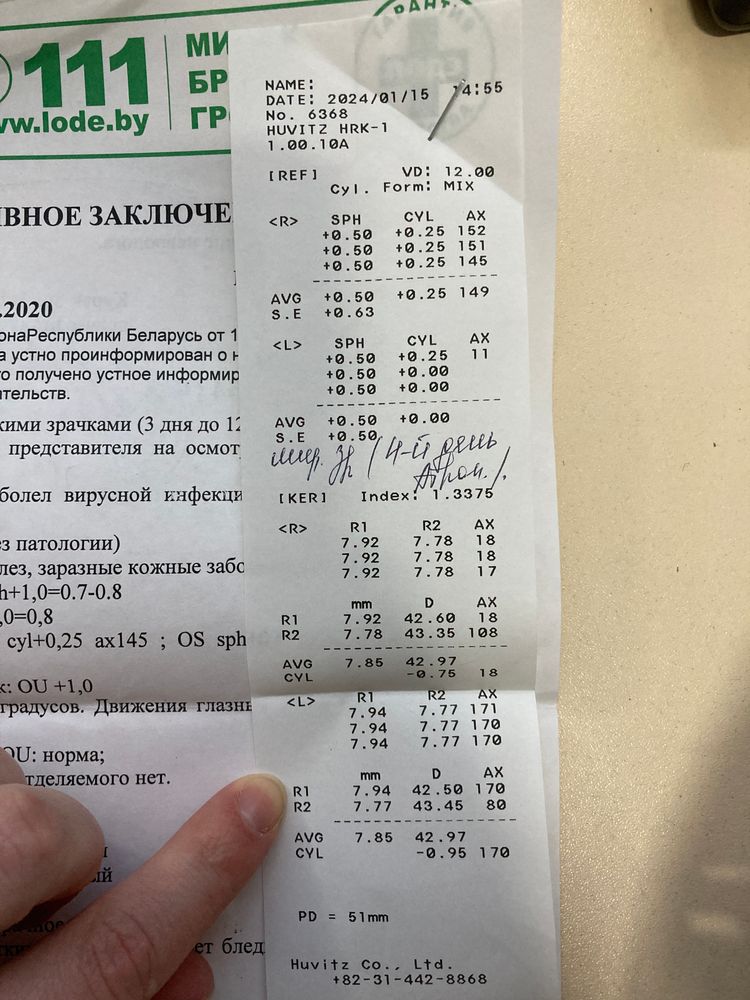 ГАРАНТ
111
МИ
БР
ГР
w.lode.by
ВНОЕ ЗАКЛЮЧЕ
.2020
онаРеспублики Беларусь от 1
а устно проинформирован о н
о получено устное информир
ательств.
кими зрачками (3 дня до 12
представителя на осмот
болел вирусной инфекци
ез патологии)
лез, заразные кожные забо
h+1,0=0.7-0.8
,0=0,8
cyl+0,25 ax145 ; OS sph
к: OU +1,0
градусов. Движения глазн
OU: норма;
тделяемого нет.
ый
ет блед
NAME:
DATE: 2024/01/15 14:55
No. 6368
HUVITZ HRK-1
1.00.10A
[REF] VD: 12.00
Cyl. Form: MIX
<R> SPH CYL AX
+0.50 +0.25 152
+0.50 +0.25 151
+0.50 +0.25 145
AVG +0.50 +0.25 149
S.E +0.63
<L> SPH CYL AX
+0.50 +0.25 11
+0.50 +0.00
+0.50 +0.00
AVG +0.50 +0.00
S.E +0.50
зр / 4-й день
[KER] Index: 1.3375
<R> R1 R2 AX
7.92 7.78 18
7.92 7.78 18
7.92 7.78 17
mm D AX
R1 7.92 42.60 18
R2 7.78 43.35 108
AVG 7.85 42.97
CYL -0.75 18
<L> R1 R2 AX
7.94 7.77 171
7.94 7.77 170
7.94 7.77 170
mm D AX
R1 7.94 42.50 170
R2 7.77 43.45 80
AVG 7.85 42.97
CYL -0.95 170
PD = 51mm
Huvitz Co., Ltd.
+82-31-442-8868